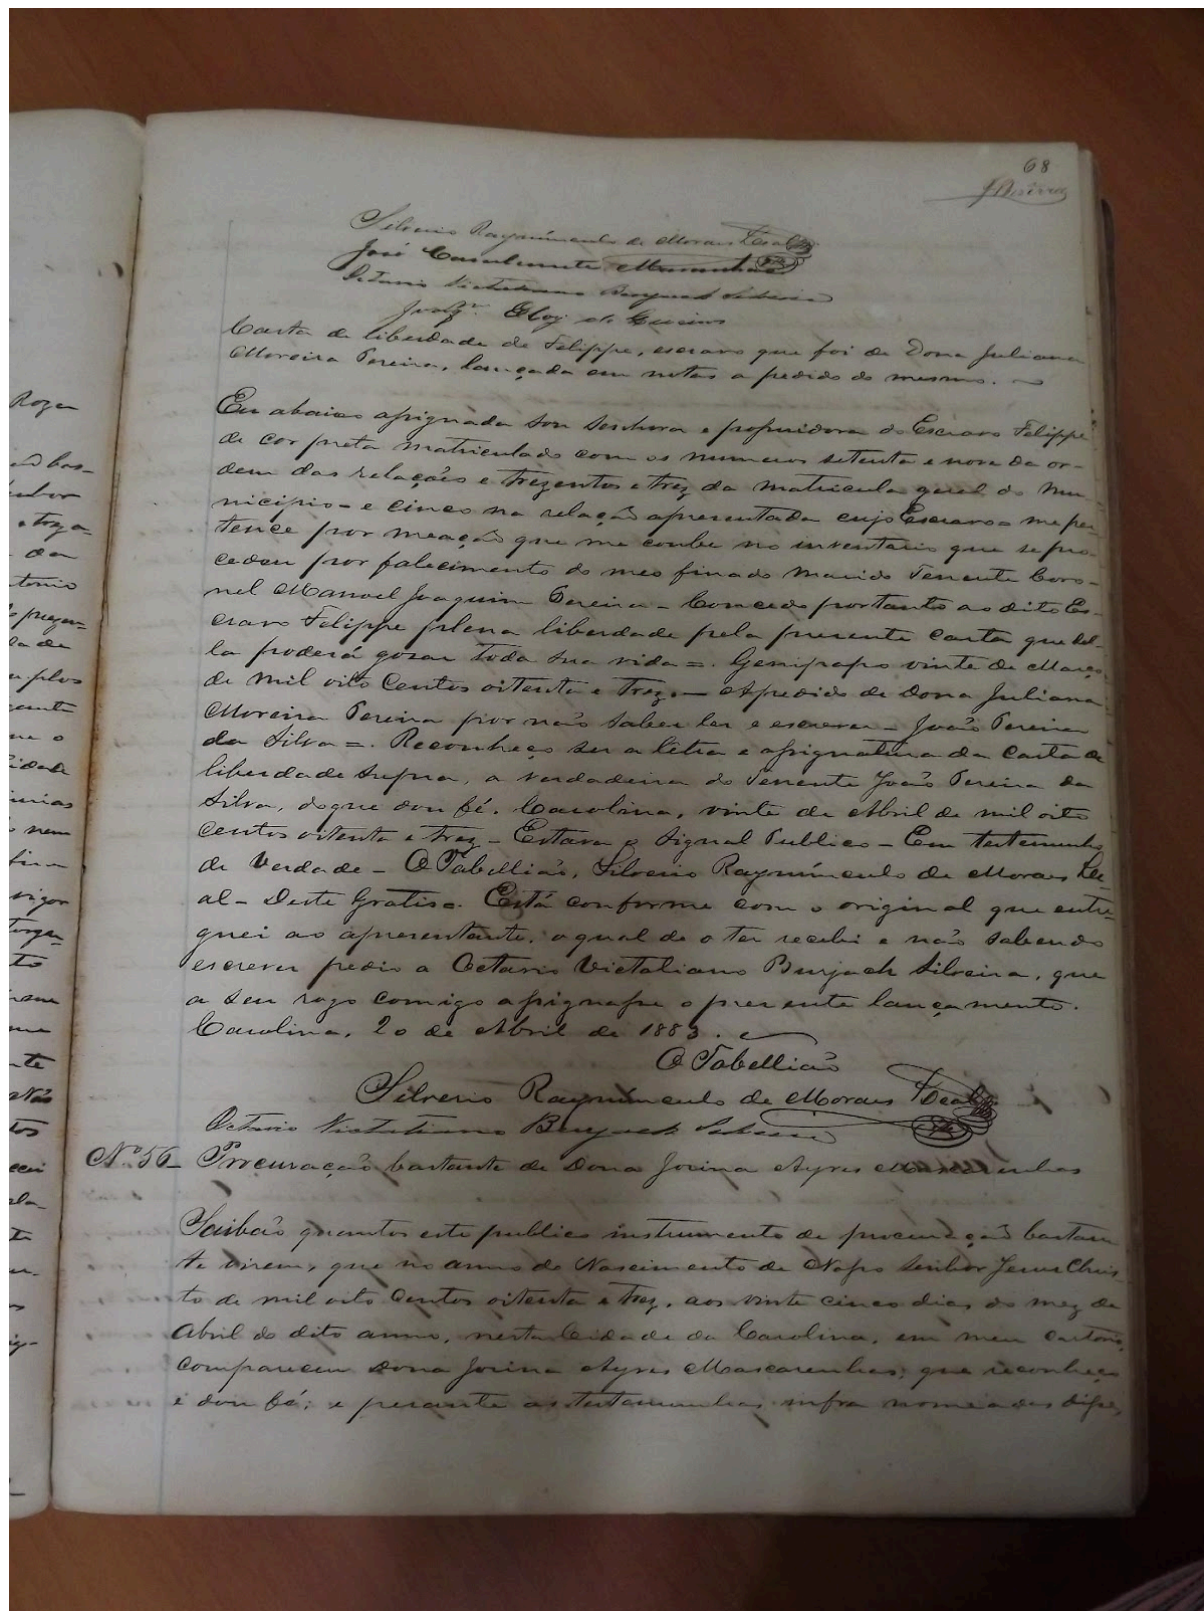 68
Silverio Raymúmendo de Moraes Leal
José Cavalcante Maranhão
Octavio Victaliano Burjack Silveira
Joaqm. Eloy de
Carta de liberdade de Felippe, escravo que foi de Dona Juliana
Moreira Pereira, lançada em notas a pedido do mesmo.
Eu abaixo assignada sou Senhora e possuidora do Escravo Felippe
de cor preta matriculado com os numeros setenta e nove da or-
dem das relações e trezentos e trez da matricula geral do Mu-
nicipio - e cinco na relação apresentada cujo Escravo a me per-
tence por meação que me coube no inventario que se pro-
cedeu por falecimento do meo finado marido Tenente Coro-
nel Manoel Joaquim Pereira - Concedo portanto ao dito Es-
cravo Felippe plena liberdade pela presente carta que del-
la poderá gosar toda sua vida =. Genipapo vinte de Março
de mil oito Centos oitenta e trez. - Apedido de Dona Juliana
Moreira Pereira por não saber ler e escrever - João Pereira
da Silva =. Reconheço ser a letra e assignatura da Carta de
liberdade supra, a verdadeira do Tenente João Pereira da
Silva, do que dou fé. Carolina, vinte de Abril de mil oito
Centos oitenta e trez - Estava o Signal Publico - Em testemunho
de Verdade - O Tabellião, Silverio Raymúmendo de Moraes Le-
al - Deste Gratis. Está conforme com o original que entre-
guei ao apresentante, o qual de o ter recebi e não sabendo
escrever pedio a Octavio Victaliano Burjack Silveira, que
a seu rogo comigo assignasse o presente lançamento.
Carolina, 20 de Abril de 1883.
O Tabellião
Silverio Raymúmendo de Moraes Leal
Octavio Victaliano Burjack Silveira
Nº 56 - Procuração bastante de Dona Jovina Ayres Mascarenhas
Saibão quantos este publico instrumento de procuração bastan-
te virem, que no anno do Nascimento de Nosso Senhor Jesus Chris-
to de mil oito Centos oitenta e trez, aos vinte cinco dias do mez de
Abril do dito anno, nesta Cidade da Carolina, em meu cartorio,
compareceu Dona Jovina Ayres Mascarenhas, que reconheço
e dou fé; e perante as testemunhas infra nomeadas disse,